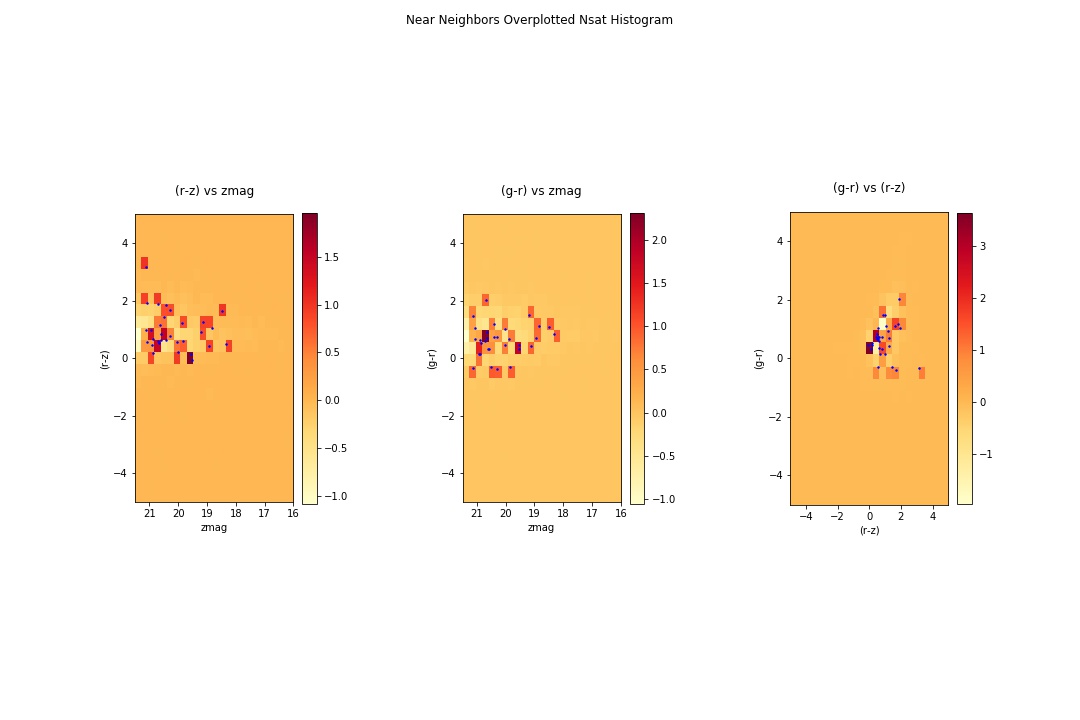 Near Neighbors Overplotted Nsat Histogram
(r-z) vs zmag
(r-z)
4
2
0
−2
−4
21 20 19 18 17 16
zmag
1.5
1.0
0.5
0.0
−0.5
−1.0
(g-r) vs zmag
(g-r)
4
2
0
−2
−4
21 20 19 18 17 16
zmag
2.0
1.5
1.0
0.5
0.0
−0.5
−1.0
(g-r) vs (r-z)
(g-r)
4
2
0
−2
−4
−4 −2 0 2 4
(r-z)
3
2
1
0
−1